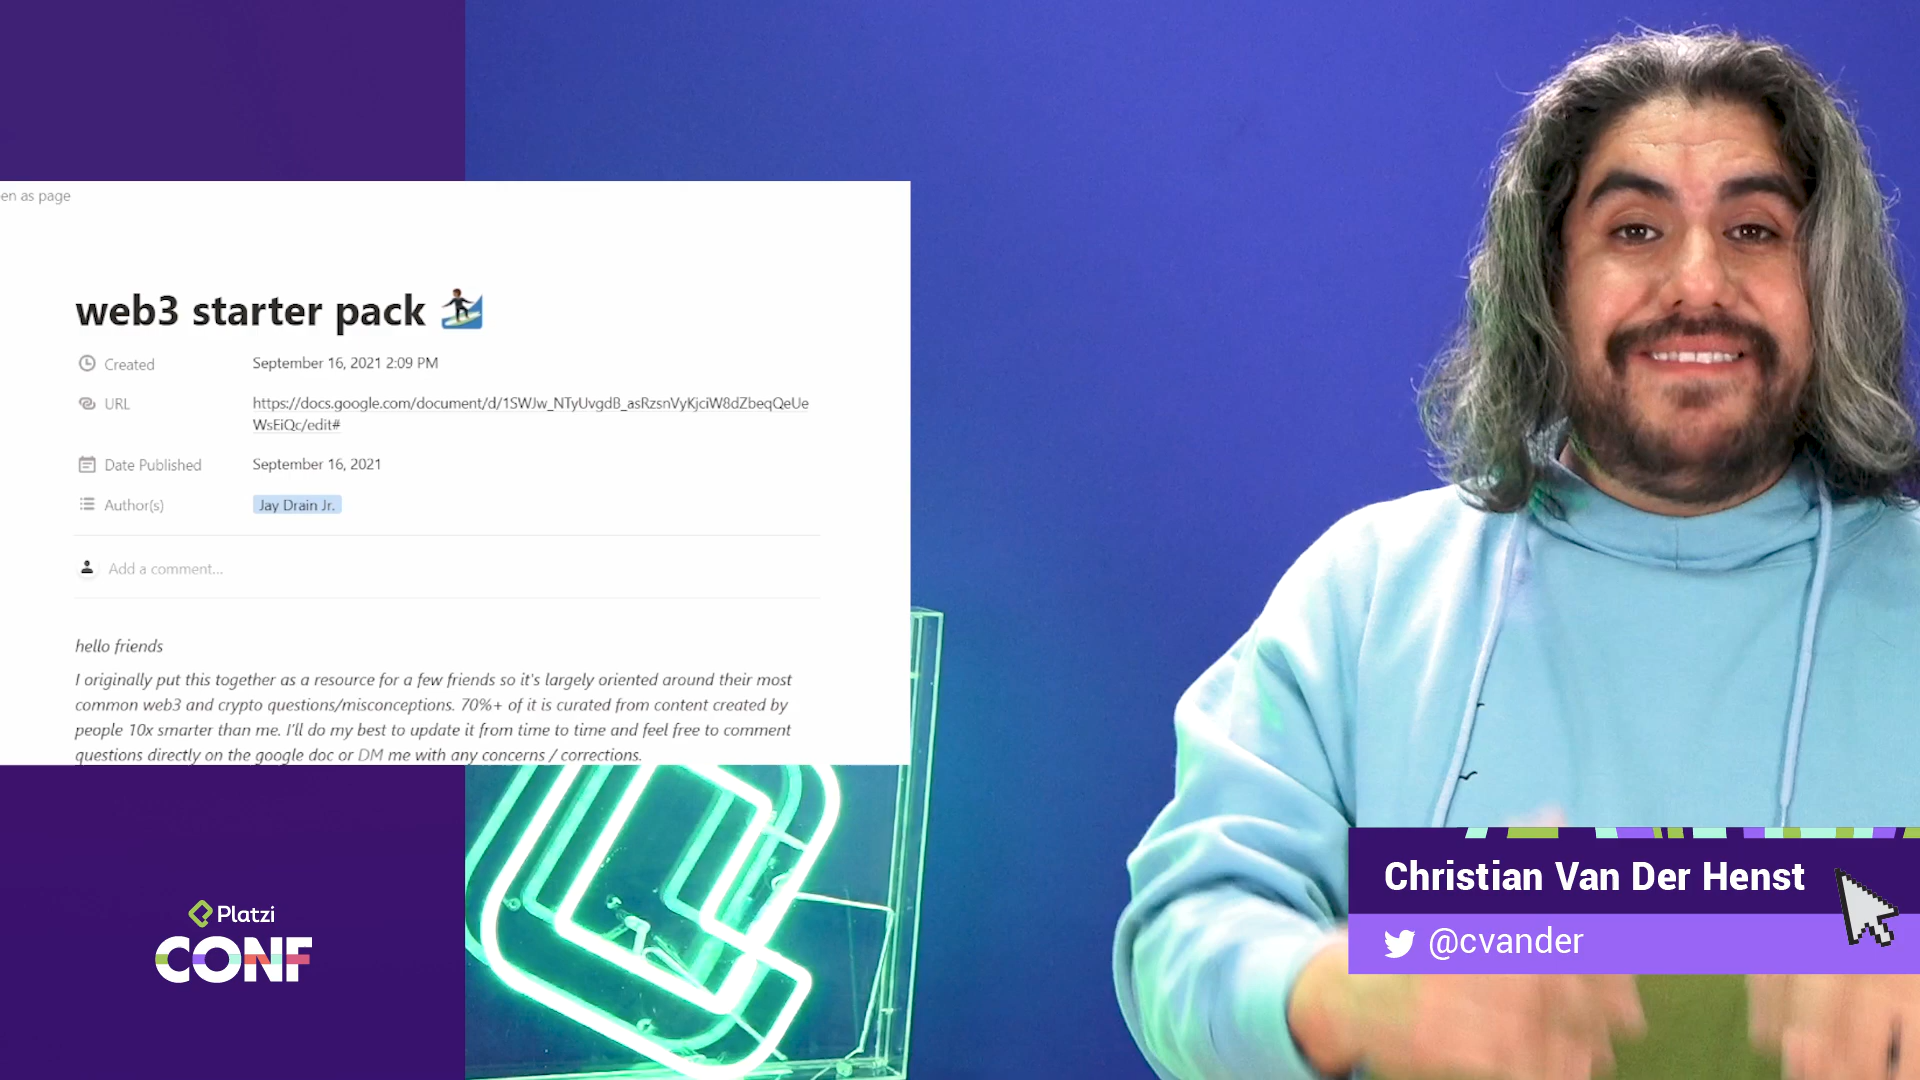 en as page
web3 starter pack
Created September 16, 2021 2:09 PM
URL https://docs.google.com/document/d/1SWJw_NTyUvgdB_asRzsnVyKjciW8dZbeqQeUe
WsEiQc/edit#
Date Published September 16, 2021
Author(s) Jay Drain Jr.
Add a comment...
hello friends
I originally put this together as a resource for a few friends so it's largely oriented around their most
common web3 and crypto questions/misconceptions. 70%+ of it is curated from content created by
people 10x smarter than me. I'll do my best to update it from time to time and feel free to comment
questions directly on the google doc or DM me with any concerns / corrections.
Platzi
CONF
Christian Van Der Henst
@cvander